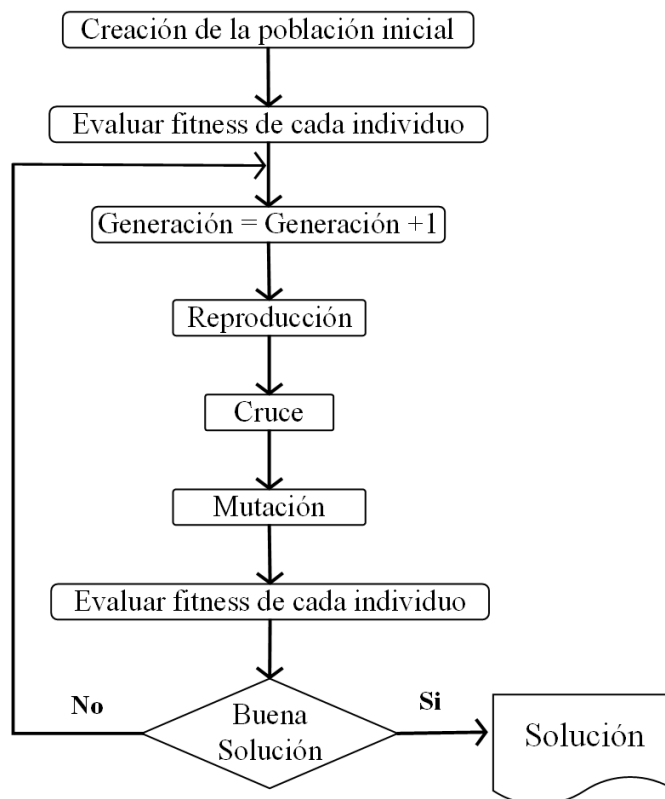 Creación de la población inicial
Evaluar fitness de cada individuo
Generación = Generación +1
Reproducción
Cruce
Mutación
Evaluar fitness de cada individuo
No
Buena
Solución
Si
Solución